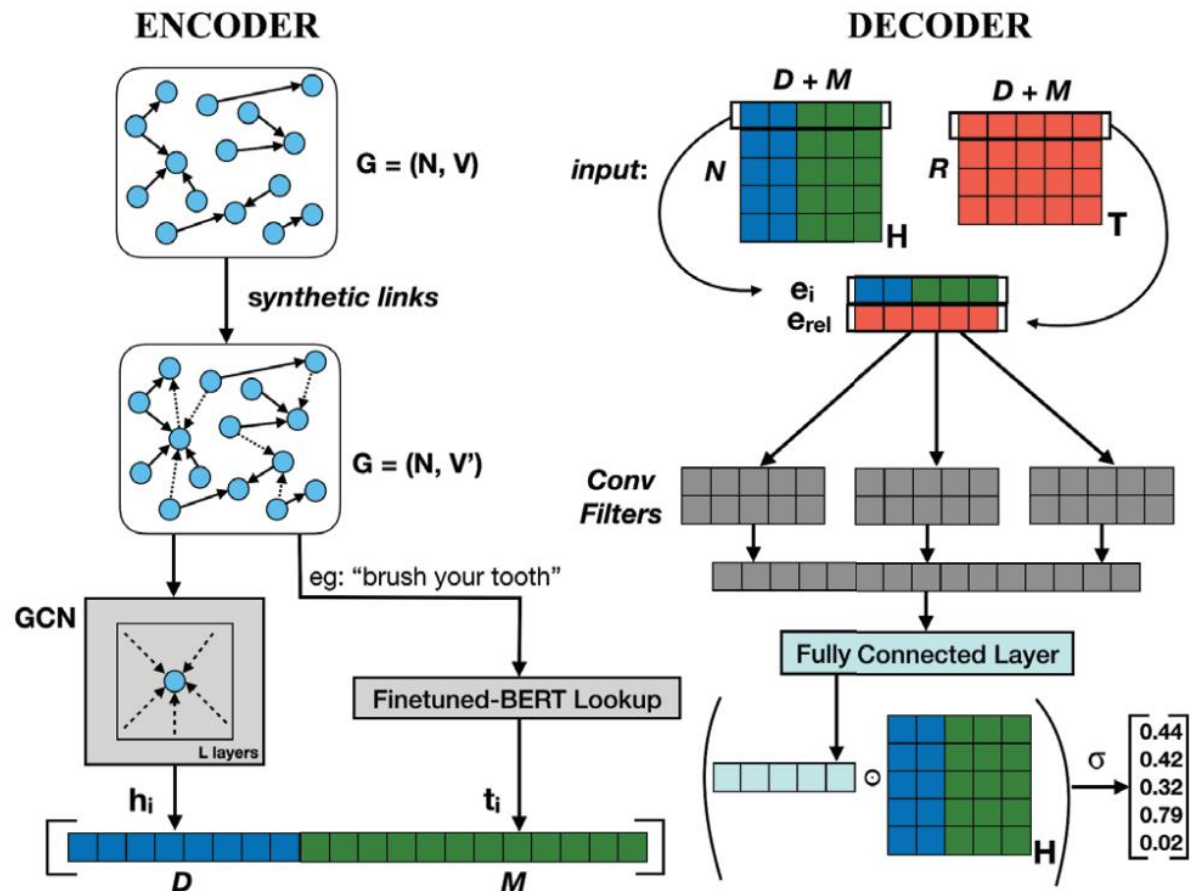 ENCODER
G = (N, V)
synthetic links
G = (N, V')
eg: “brush your tooth”
GCN
L layers
Finetuned-BERT Lookup
hi
ti
D
M
DECODER
D + M
D + M
input:
N
R
H
T
ei
erel
Conv
Filters
Fully Connected Layer
⊙
H
σ
0.44
0.42
0.32
0.79
0.02